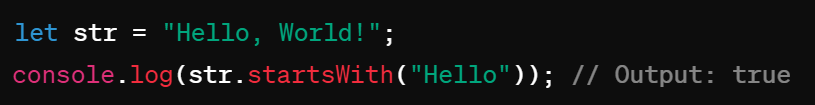 let str = "Hello, World!";
console.log(str.startsWith("Hello")); // Output: true